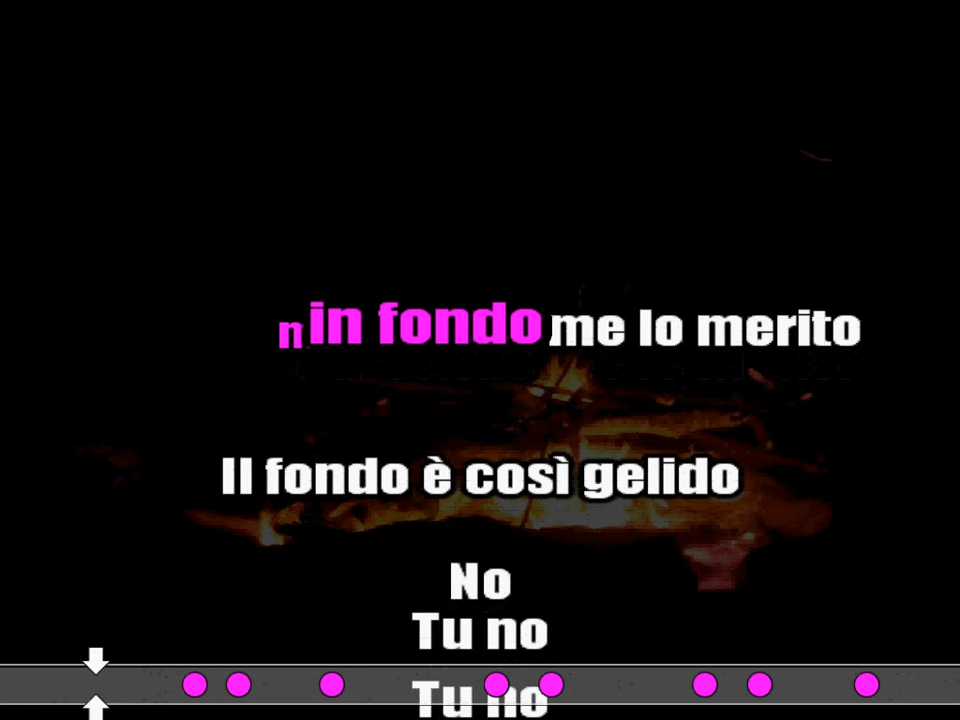 in fondo me lo merito
Il fondo è così gelido
No
Tu no
Tu no